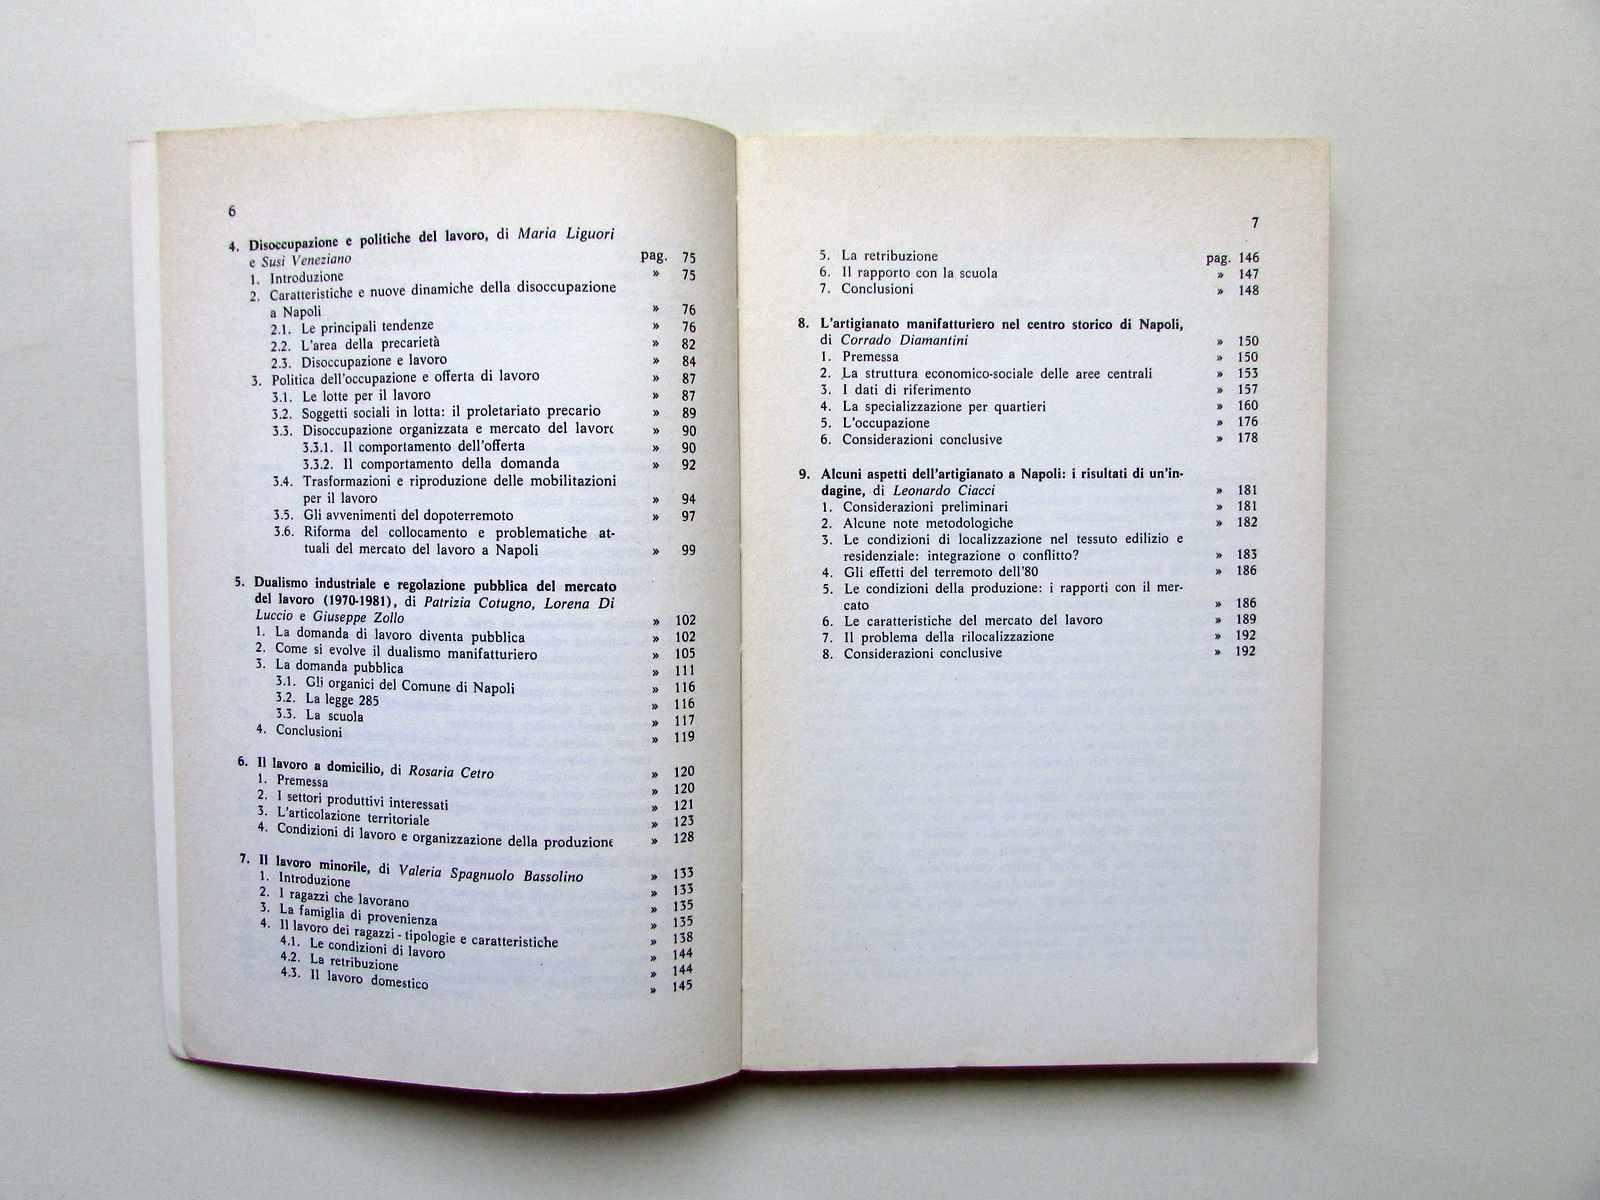 6
4. Disoccupazione e politiche del lavoro, di Maria Liguori
e Susi Veneziano pag. 75
1. Introduzione » 75
2. Caratteristiche e nuove dinamiche della disoccupazione
a Napoli » 76
2.1. Le principali tendenze » 76
2.2. L'area della precarietà » 82
2.3. Disoccupazione e lavoro » 84
3. Politica dell'occupazione e offerta di lavoro » 87
3.1. Le lotte per il lavoro » 87
3.2. Soggetti sociali in lotta: il proletariato precario » 89
3.3. Disoccupazione organizzata e mercato del lavoro » 90
3.3.1. Il comportamento dell'offerta » 90
3.3.2. Il comportamento della domanda » 92
3.4. Trasformazioni e riproduzione delle mobilitazioni
per il lavoro » 94
3.5. Gli avvenimenti del dopoterremoto » 97
3.6. Riforma del collocamento e problematiche at-
tuali del mercato del lavoro a Napoli » 99
5. Dualismo industriale e regolazione pubblica del mercato
del lavoro (1970-1981), di Patrizia Cotugno, Lorena Di
Luccio e Giuseppe Zollo » 102
1. La domanda di lavoro diventa pubblica » 102
2. Come si evolve il dualismo manifatturiero » 105
3. La domanda pubblica » 111
3.1. Gli organici del Comune di Napoli » 116
3.2. La legge 285 » 116
3.3. La scuola » 117
4. Conclusioni » 119
6. Il lavoro a domicilio, di Rosaria Cetro » 120
1. Premessa » 120
2. I settori produttivi interessati » 121
3. L'articolazione territoriale » 123
4. Condizioni di lavoro e organizzazione della produzione » 128
7. Il lavoro minorile, di Valeria Spagnuolo Bassolino » 133
1. Introduzione » 133
2. I ragazzi che lavorano » 135
3. La famiglia di provenienza » 135
4. Il lavoro dei ragazzi - tipologie e caratteristiche » 138
4.1. Le condizioni di lavoro » 144
4.2. La retribuzione » 144
4.3. Il lavoro domestico » 145
7
5. La retribuzione pag. 146
6. Il rapporto con la scuola » 147
7. Conclusioni » 148
8. L'artigianato manifatturiero nel centro storico di Napoli,
di Corrado Diamantini » 150
1. Premessa » 150
2. La struttura economico-sociale delle aree centrali » 153
3. I dati di riferimento » 157
4. La specializzazione per quartieri » 160
5. L'occupazione » 176
6. Considerazioni conclusive » 178
9. Alcuni aspetti dell'artigianato a Napoli: i risultati di un'in-
dagine, di Leonardo Ciacci » 181
1. Considerazioni preliminari » 181
2. Alcune note metodologiche » 182
3. Le condizioni di localizzazione nel tessuto edilizio e
residenziale: integrazione o conflitto? » 183
4. Gli effetti del terremoto dell'80 » 186
5. Le condizioni della produzione: i rapporti con il mer-
cato » 186
6. Le caratteristiche del mercato del lavoro » 189
7. Il problema della rilocalizzazione » 192
8. Considerazioni conclusive » 192